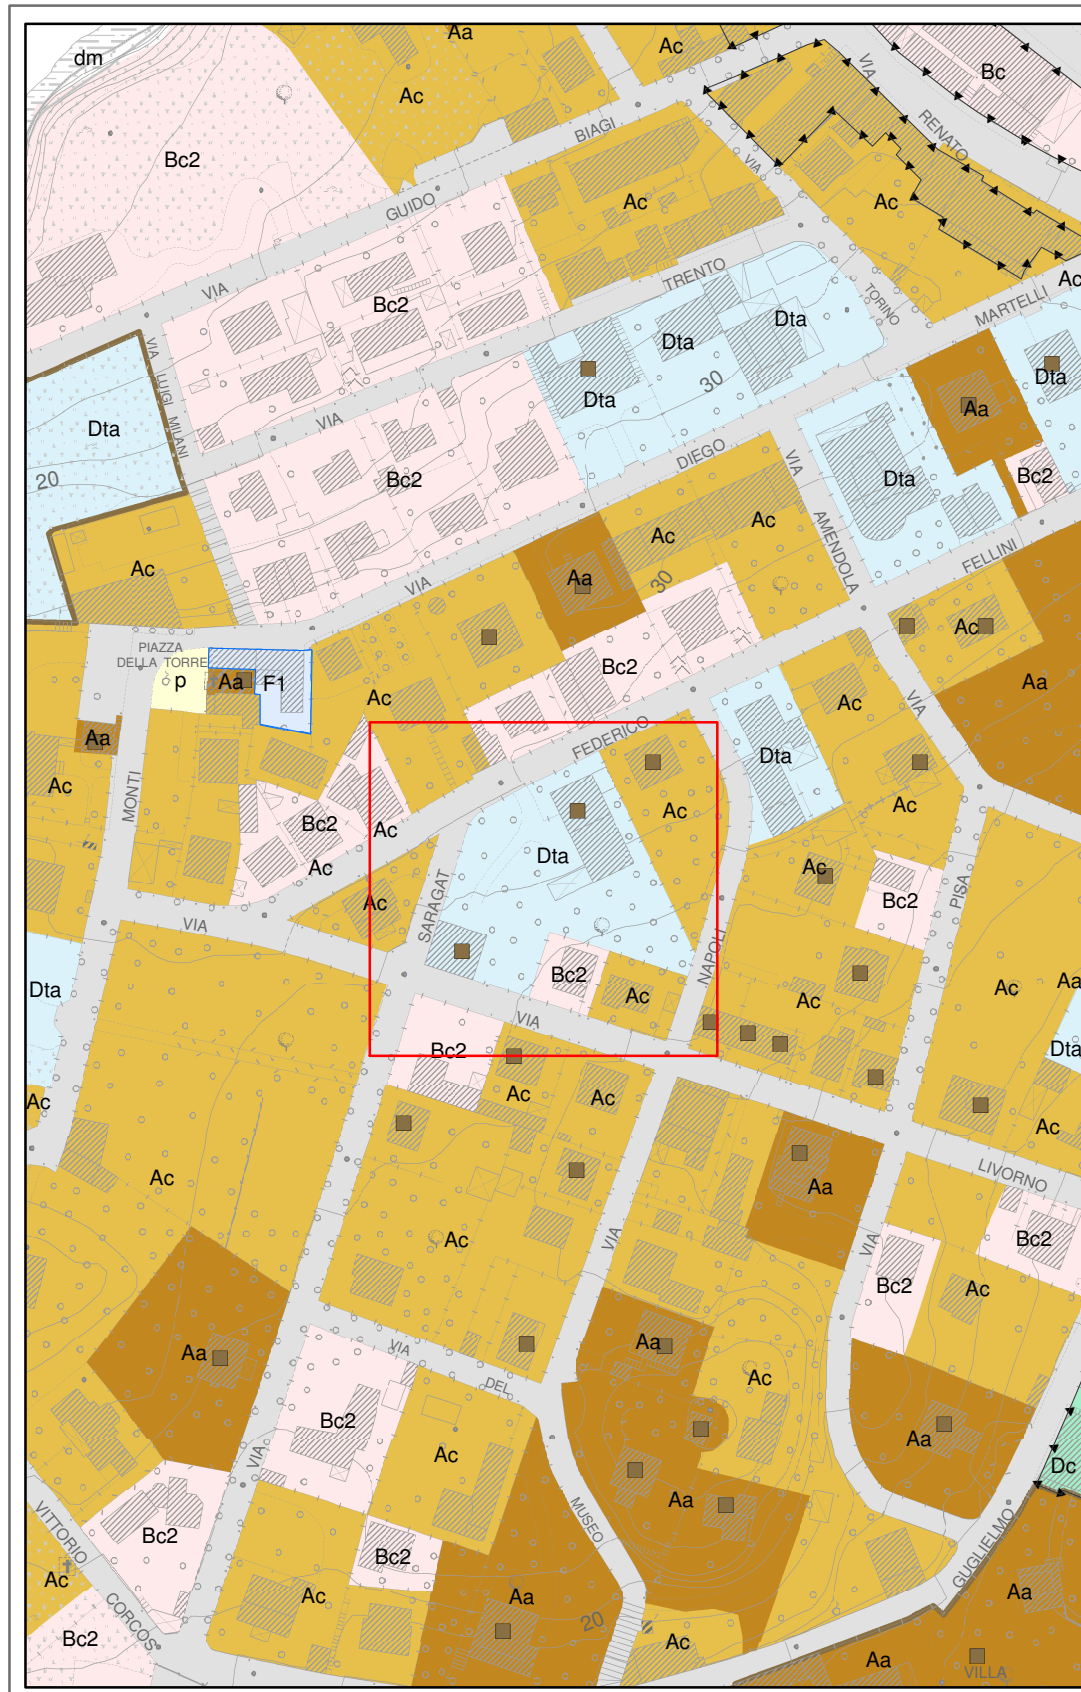 dm
Aa
Ac
Ac
Bc
VIA
RENATO
BIAGI
VIA
Bc2
GUIDO
Ac
Ac
TRENTO
Ac
VIA
Bc2
TORINO
MARTELLI
Dta
Dta
VIA LUIGI MILANI
30
Dta
Dta
Aa
VIA
Dta
DIEGO
VIA
Bc2
Dta
Bc2
20
AMENDOLA
Ac
Ac
Ac
FELLINI
Aa
30
VIA
Ac
Ac
PIAZZA
DELLA TORRE
p
Aa
F1
Bc2
Aa
VIA
Ac
Ac
FEDERICO
Aa
Dta
Ac
MONTI
Ac
Ac
Bc2
Ac
Dta
Ac
Ac
PISA
Bc2
Ac
SARAGAT
VIA
NAPOLI
Bc2
Dta
Ac
Ac
Ac
Aa
VIA
Bc2
Dta
Ac
Ac
Ac
Ac
LIVORNO
Ac
Aa
VIA
VIA
Bc2
Ac
Bc2
Ac
Aa
VIA
Aa
DEL
Ac
Bc2
Aa
Ac
VIA
Dc
Aa
MUSEO
VITTORIO
Bc2
GUGLIELMO
Bc2
Ac
Ac
Aa
Aa
CORCOS
20
Bc2
Ac
Aa
VILLA